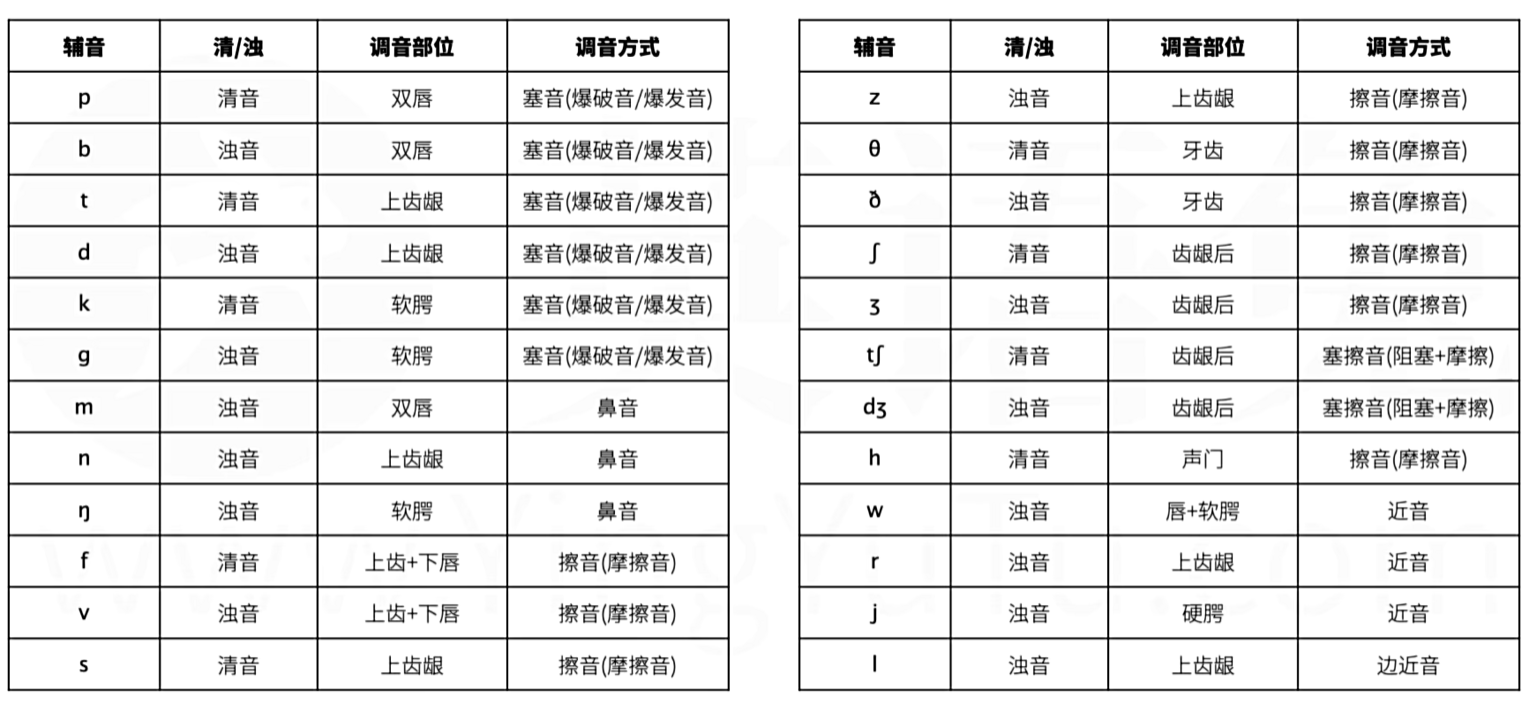 辅音 清/浊 调音部位 调音方式
p 清音 双唇 塞音(爆破音/爆发音)
b 浊音 双唇 塞音(爆破音/爆发音)
t 清音 上齿龈 塞音(爆破音/爆发音)
d 浊音 上齿龈 塞音(爆破音/爆发音)
k 清音 软腭 塞音(爆破音/爆发音)
g 浊音 软腭 塞音(爆破音/爆发音)
m 浊音 双唇 鼻音
n 浊音 上齿龈 鼻音
ŋ 浊音 软腭 鼻音
f 清音 上齿+下唇 擦音(摩擦音)
v 浊音 上齿+下唇 擦音(摩擦音)
s 清音 上齿龈 擦音(摩擦音)
辅音 清/浊 调音部位 调音方式
z 浊音 上齿龈 擦音(摩擦音)
θ 清音 牙齿 擦音(摩擦音)
ð 浊音 牙齿 擦音(摩擦音)
ʃ 清音 齿龈后 擦音(摩擦音)
ʒ 浊音 齿龈后 擦音(摩擦音)
tʃ 清音 齿龈后 塞擦音(阻塞+摩擦)
dʒ 浊音 齿龈后 塞擦音(阻塞+摩擦)
h 清音 声门 擦音(摩擦音)
w 浊音 唇+软腭 近音
r 浊音 上齿龈 近音
j 浊音 硬腭 近音
l 浊音 上齿龈 边近音
www.YingYuTu.com